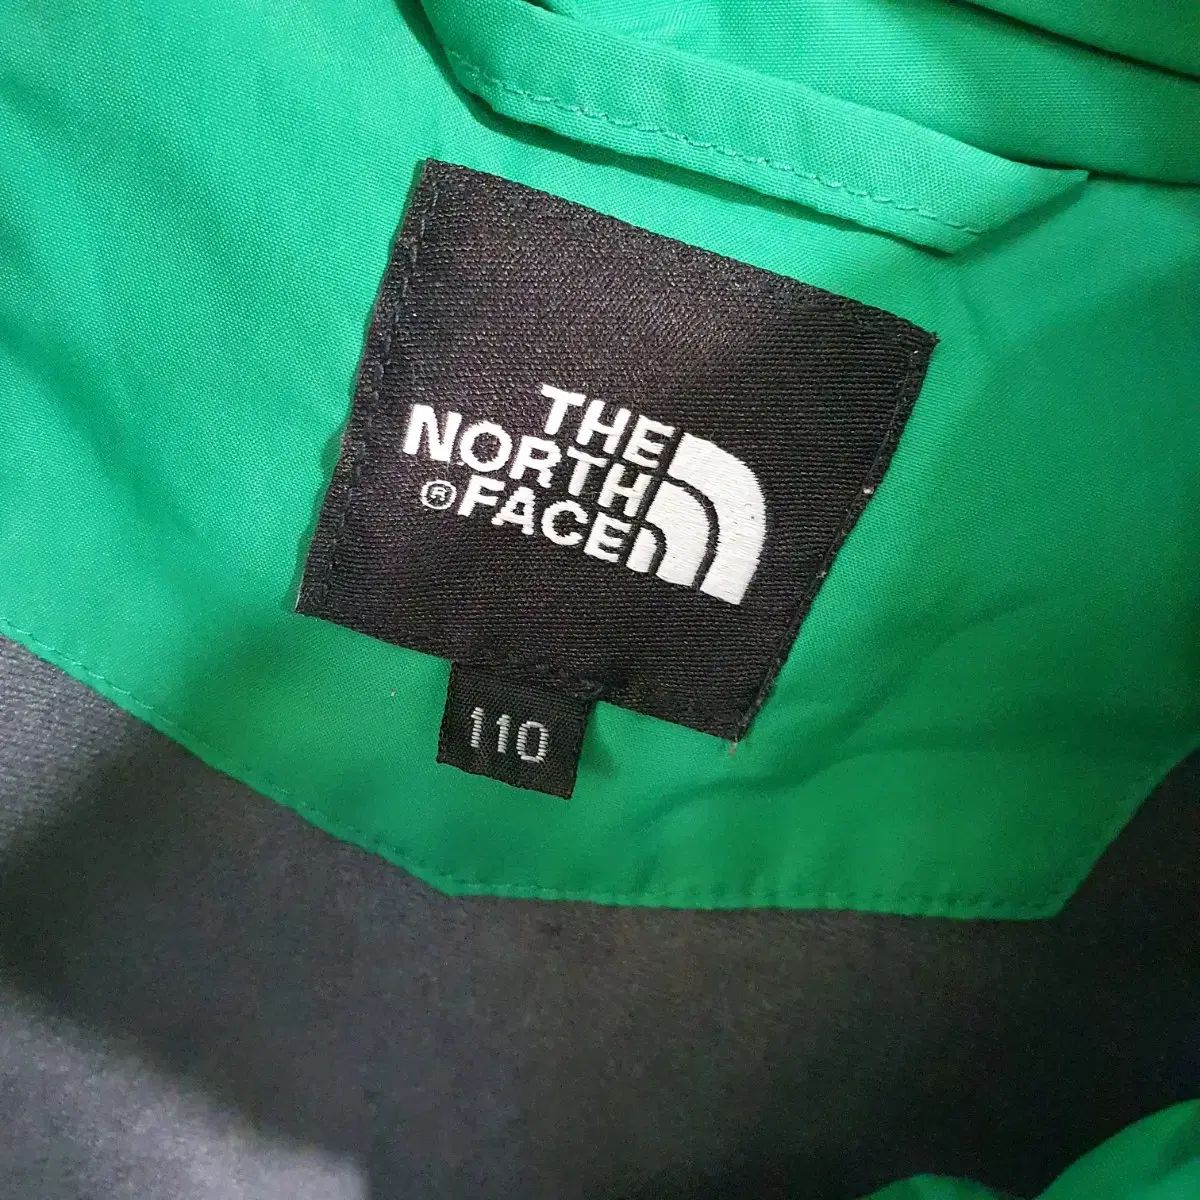 THE
NORTH
® FACE
110